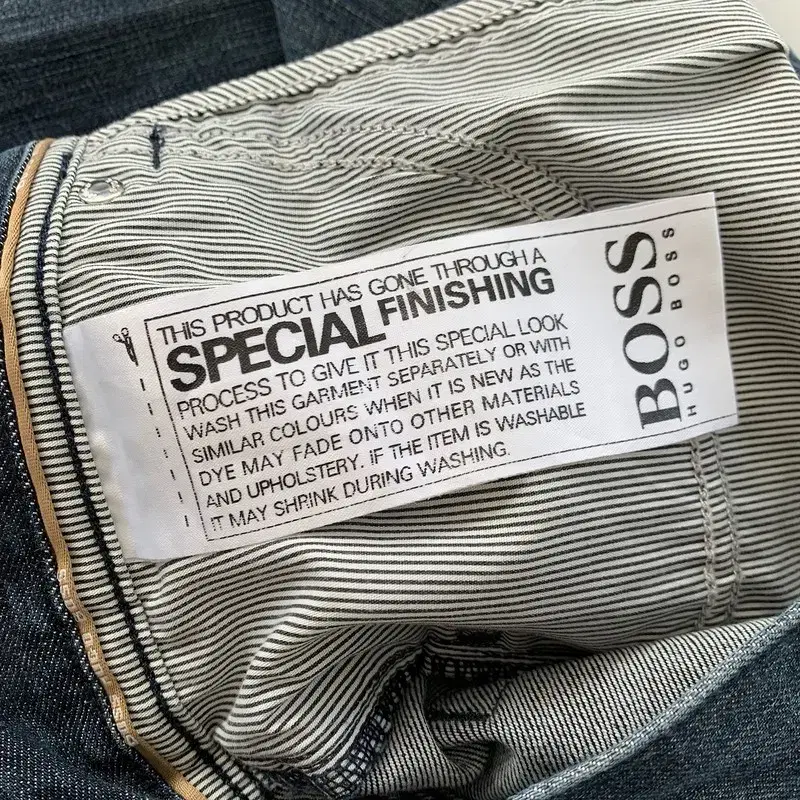 THIS PRODUCT HAS GONE THROUGH A
SPECIAL FINISHING
PROCESS TO GIVE IT THIS SPECIAL LOOK
WASH THIS GARMENT SEPARATELY OR WITH
SIMILAR COLOURS WHEN IT IS NEW AS THE
DYE MAY FADE ONTO OTHER MATERIALS
AND UPHOLSTERY. IF THE ITEM IS WASHABLE
IT MAY SHRINK DURING WASHING.
BOSS
HUGO BOSS